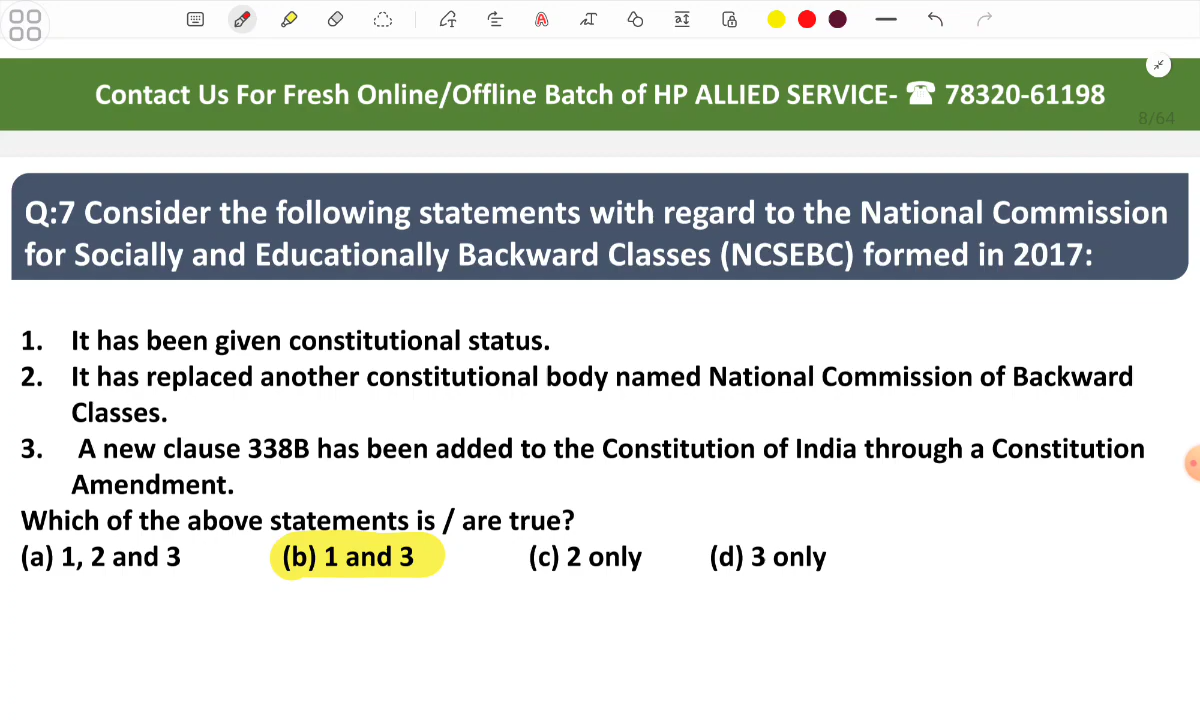 Contact Us For Fresh Online/Offline Batch of HP ALLIED SERVICE- ☎ 78320-61198
8/64
Q:7 Consider the following statements with regard to the National Commission
for Socially and Educationally Backward Classes (NCSEBC) formed in 2017:
1. It has been given constitutional status.
2. It has replaced another constitutional body named National Commission of Backward
Classes.
3. A new clause 338B has been added to the Constitution of India through a Constitution
Amendment.
Which of the above statements is / are true?
(a) 1, 2 and 3 (b) 1 and 3 (c) 2 only (d) 3 only